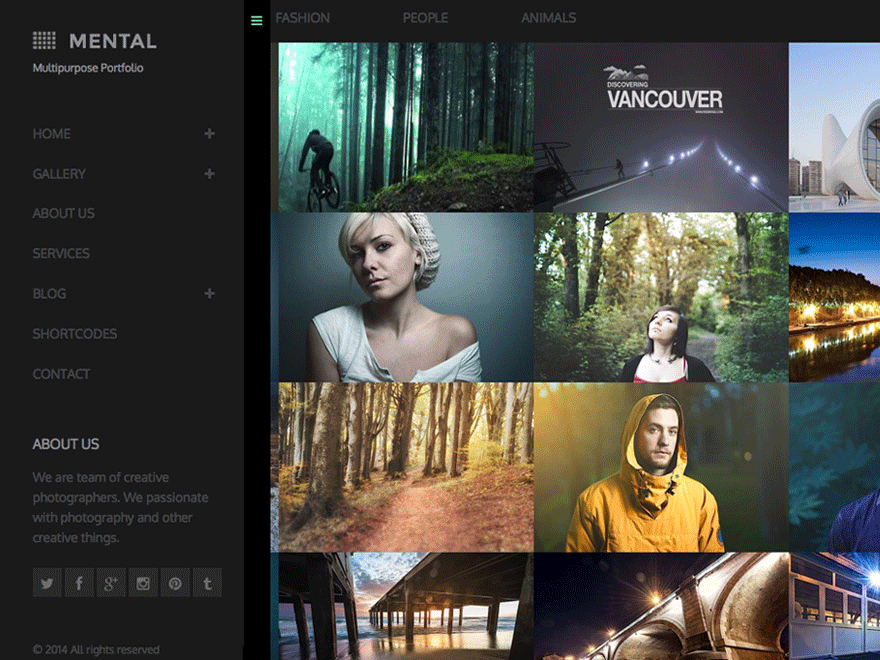 MENTAL
Multipurpose Portfolio
HOME
GALLERY
ABOUT US
SERVICES
BLOG
SHORTCODES
CONTACT
ABOUT US
We are team of creative
photographers. We passionate
with photography and other
creative things.
© 2014 All rights reserved
FASHION
PEOPLE
ANIMALS
DISCOVERING
VANCOUVER